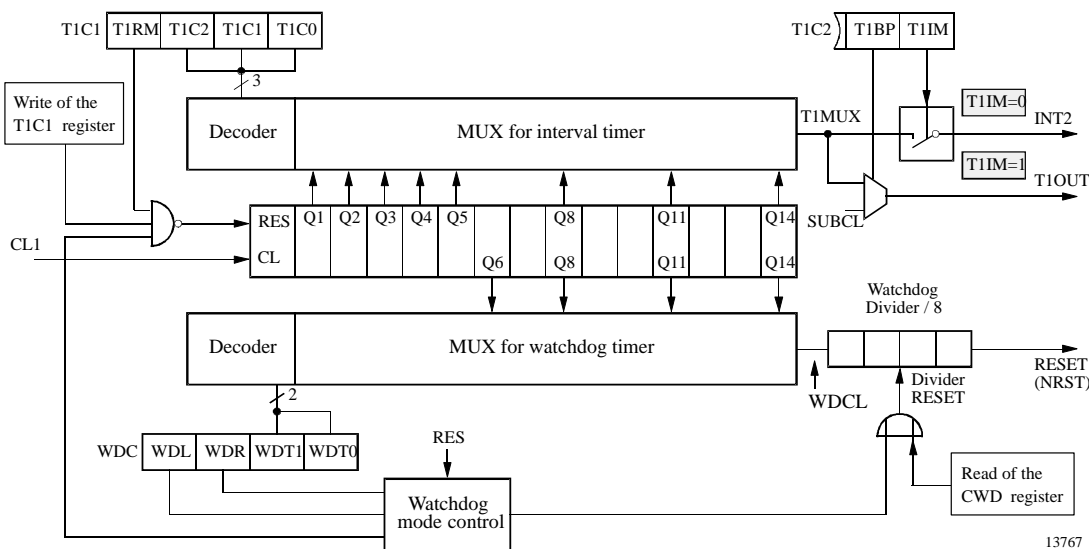 T1C1 T1RM T1C2 T1C1 T1C0
T1C2 T1BP T1IM
3
Write of the
T1C1 register
Decoder
MUX for interval timer
T1MUX
T1IM=0
INT2
T1IM=1
T1OUT
SUBCL
RES
Q1 Q2 Q3 Q4 Q5 Q8 Q11 Q14
CL1
CL
Q6 Q8 Q11 Q14
Watchdog
Divider / 8
Decoder
MUX for watchdog timer
RESET
(NRST)
Divider
RESET
WDCL
2
WDC WDL WDR WDT1 WDT0
RES
Read of the
CWD register
Watchdog
mode control
13767